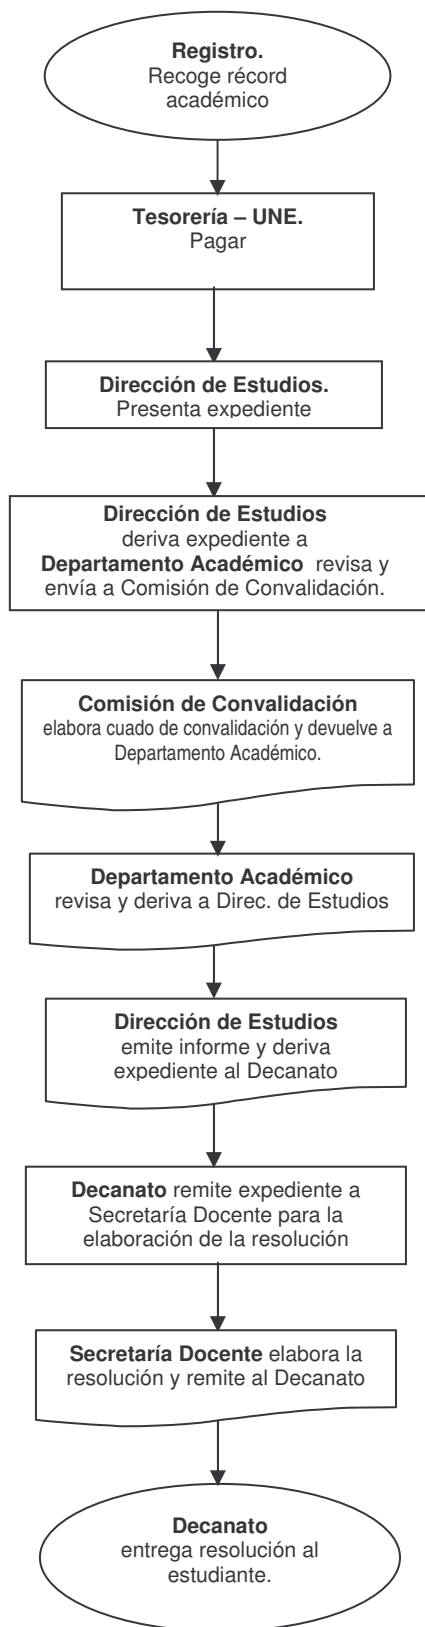 Registro.
Recoge récord
académico
Tesorería – UNE.
Pagar
Dirección de Estudios.
Presenta expediente
Dirección de Estudios
deriva expediente a
Departamento Académico revisa y
envía a Comisión de Convalidación.
Comisión de Convalidación
elabora cuado de convalidación y devuelve a
Departamento Académico.
Departamento Académico
revisa y deriva a Direc. de Estudios
Dirección de Estudios
emite informe y deriva
expediente al Decanato
Decanato remite expediente a
Secretaría Docente para la
elaboración de la resolución
Secretaría Docente elabora la
resolución y remite al Decanato
Decanato
entrega resolución al
estudiante.